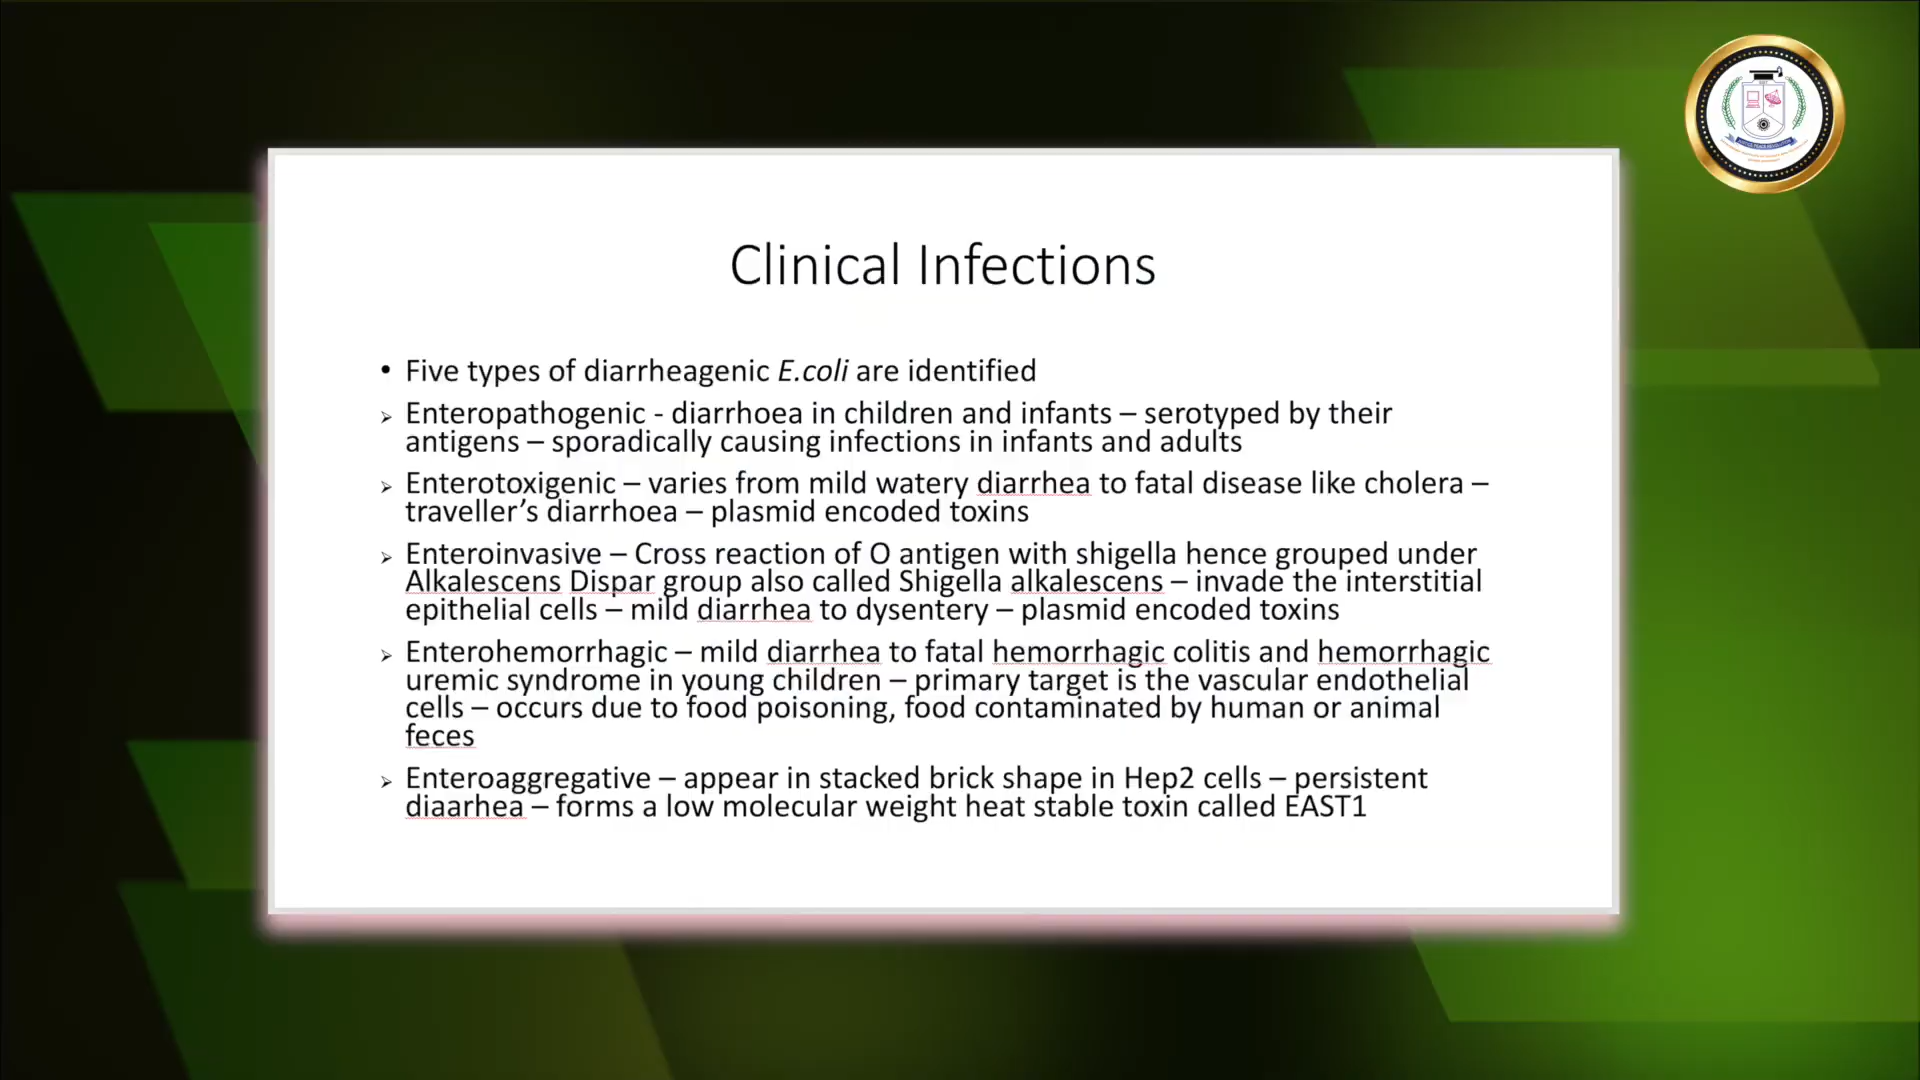 Clinical Infections
• Five types of diarrheagenic E.coli are identified
➢ Enteropathogenic - diarrhoea in children and infants – serotyped by their
antigens – sporadically causing infections in infants and adults
➢ Enterotoxigenic – varies from mild watery diarrhea to fatal disease like cholera –
traveller’s diarrhoea – plasmid encoded toxins
➢ Enteroinvasive – Cross reaction of O antigen with shigella hence grouped under
Alkalescens Dispar group also called Shigella alkalescens – invade the interstitial
epithelial cells – mild diarrhea to dysentery – plasmid encoded toxins
➢ Enterohemorrhagic – mild diarrhea to fatal hemorrhagic colitis and hemorrhagic
uremic syndrome in young children – primary target is the vascular endothelial
cells – occurs due to food poisoning, food contaminated by human or animal
feces
➢ Enteroaggregative – appear in stacked brick shape in Hep2 cells – persistent
diaarhea – forms a low molecular weight heat stable toxin called EAST1